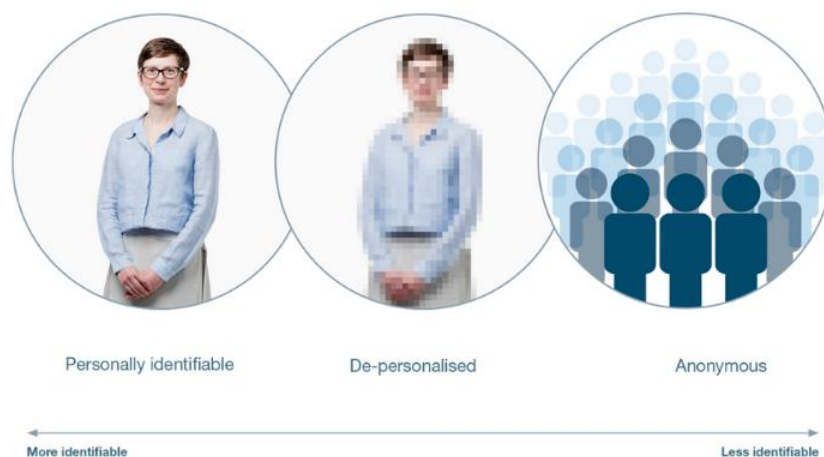 Personally identifiable
De-personalised
Anonymous
More identifiable
Less identifiable